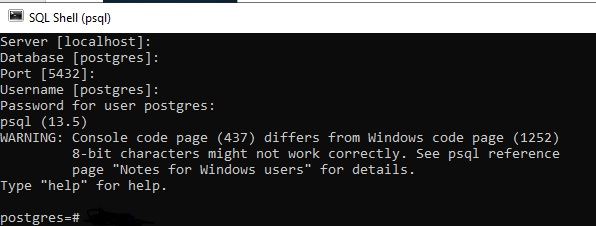 SQL Shell (psql)
Server [localhost]:
Database [postgres]:
Port [5432]:
Username [postgres]:
Password for user postgres:
psql (13.5)
WARNING: Console code page (437) differs from Windows code page (1252)
8-bit characters might not work correctly. See psql reference
page "Notes for Windows users" for details.
Type "help" for help.
postgres=#